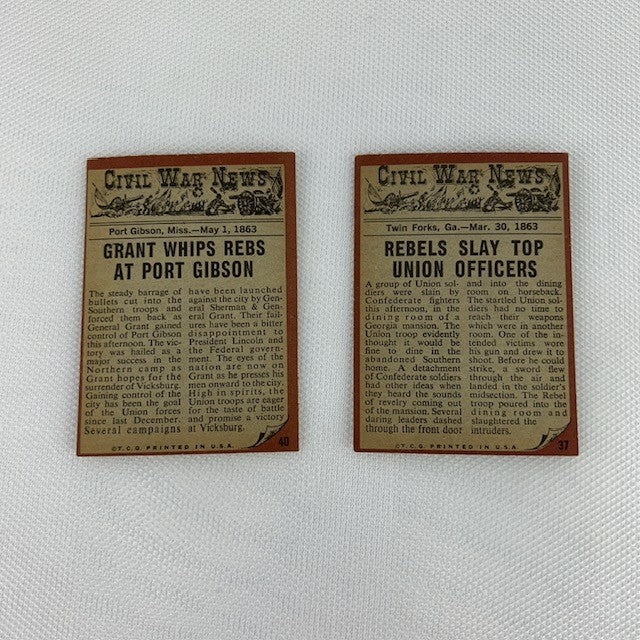 CIVIL WAR NEWS
Port Gibson, Miss.—May 1, 1863
GRANT WHIPS REBS
AT PORT GIBSON
The steady barrage of
bullets cut into the
Southern troops and
forced them back as
General Grant gained
control of Port Gibson
this afternoon. The vic-
tory was hailed as a
major success in the
Northern camp as
Grant hopes for the
surrender of Vicksburg.
Gaining control of the
city has been the goal
of the Union forces
since last December.
Several campaigns
have been launched
against the city by Gen-
eral Sherman & Gen-
eral Grant. Their fail-
ures have been a bitter
disappointment to
President Lincoln and
the Federal govern-
ment. The eyes of the
nation are now on
Grant as he presses his
men onward to the city.
High in spirits, the
Union troops are eager
for the taste of battle
and promise a victory
at Vicksburg.
©T.C.G. PRINTED IN U.S.A.
40
CIVIL WAR NEWS
Twin Forks, Ga.—Mar. 30, 1863
REBELS SLAY TOP
UNION OFFICERS
A group of Union sol-
diers were slain by
Confederate fighters
this afternoon, in the
dining room of a
Georgia mansion. The
Union troop evidently
thought it would be
fine to dine in the
abandoned Southern
home. A detachment
of Confederate soldiers
had other ideas when
they heard the sounds
of revelry coming out
of the mansion. Several
daring leaders dashed
through the front door
and into the dining
room on horseback.
The startled Union sol-
diers had no time to
reach their weapons
which were in another
room. One of the in-
tended victims wore
his gun and drew it to
shoot. Before he could
strike, a sword flew
through the air and
landed in the soldier's
midsection. The Rebel
troop poured into the
dining room and
slaughtered the
intruders.
©T.C.G. PRINTED IN U.S.A.
37